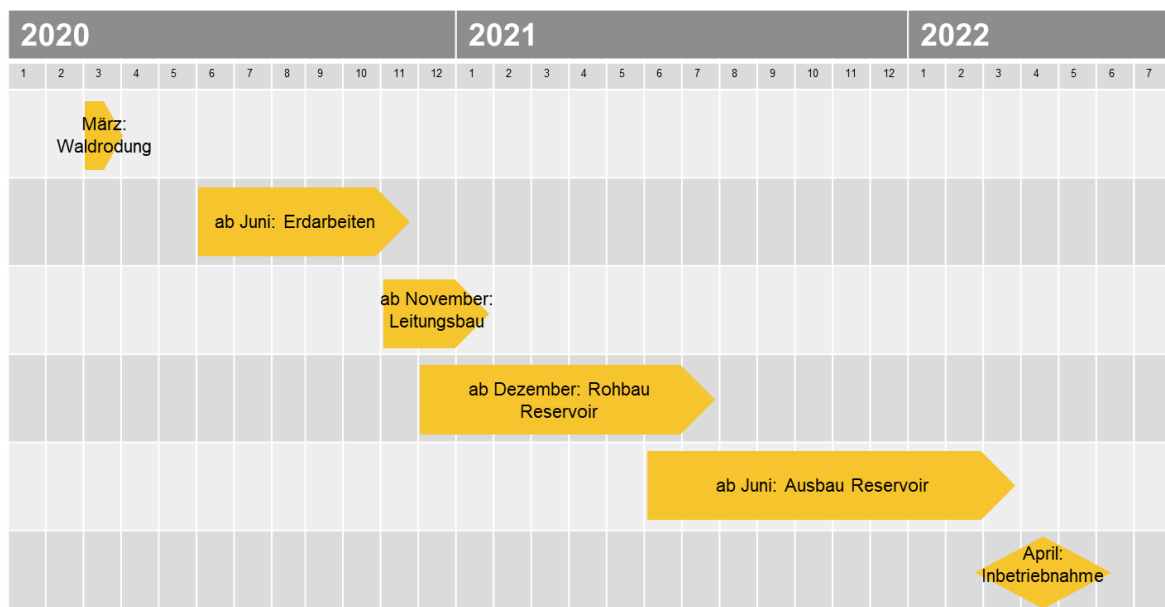 2020 2021 2022
1 2 3 4 5 6 7 8 9 10 11 12 1 2 3 4 5 6 7 8 9 10 11 12 1 2 3 4 5 6 7
März:
Waldrodung
ab Juni: Erdarbeiten
ab November:
Leitungsbau
ab Dezember: Rohbau
Reservoir
ab Juni: Ausbau Reservoir
April:
Inbetriebnahme